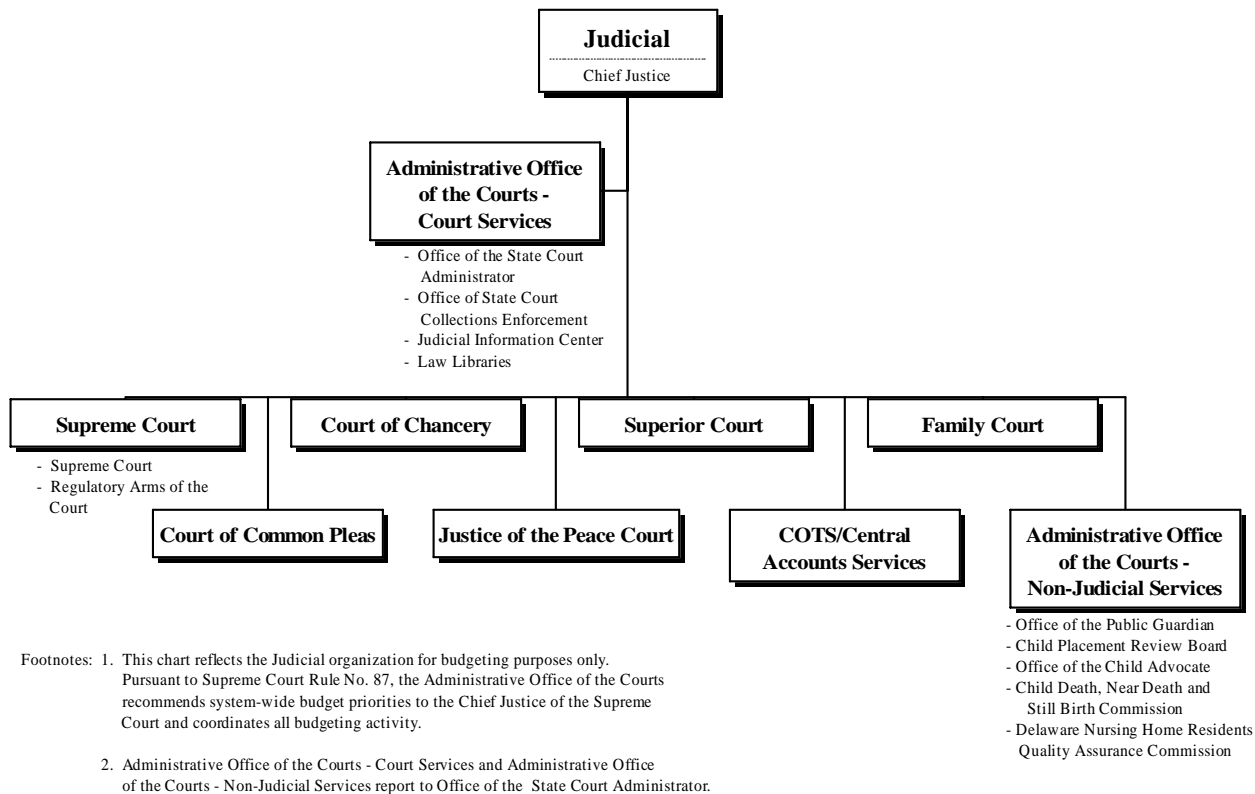 Judicial
Chief Justice
Administrative Office
of the Courts -
Court Services
- Office of the State Court
Administrator
- Office of State Court
Collections Enforcement
- Judicial Information Center
- Law Libraries
Supreme Court
- Supreme Court
- Regulatory Arms of the
Court
Court of Chancery
Superior Court
Family Court
Court of Common Pleas
Justice of the Peace Court
COTS/Central
Accounts Services
Administrative Office
of the Courts -
Non-Judicial Services
- Office of the Public Guardian
- Child Placement Review Board
- Office of the Child Advocate
- Child Death, Near Death and
Still Birth Commission
- Delaware Nursing Home Residents
Quality Assurance Commission
Footnotes: 1. This chart reflects the Judicial organization for budgeting purposes only.
Pursuant to Supreme Court Rule No. 87, the Administrative Office of the Courts
recommends system-wide budget priorities to the Chief Justice of the Supreme
Court and coordinates all budgeting activity.
2. Administrative Office of the Courts - Court Services and Administrative Office
of the Courts - Non-Judicial Services report to Office of the State Court Administrator.